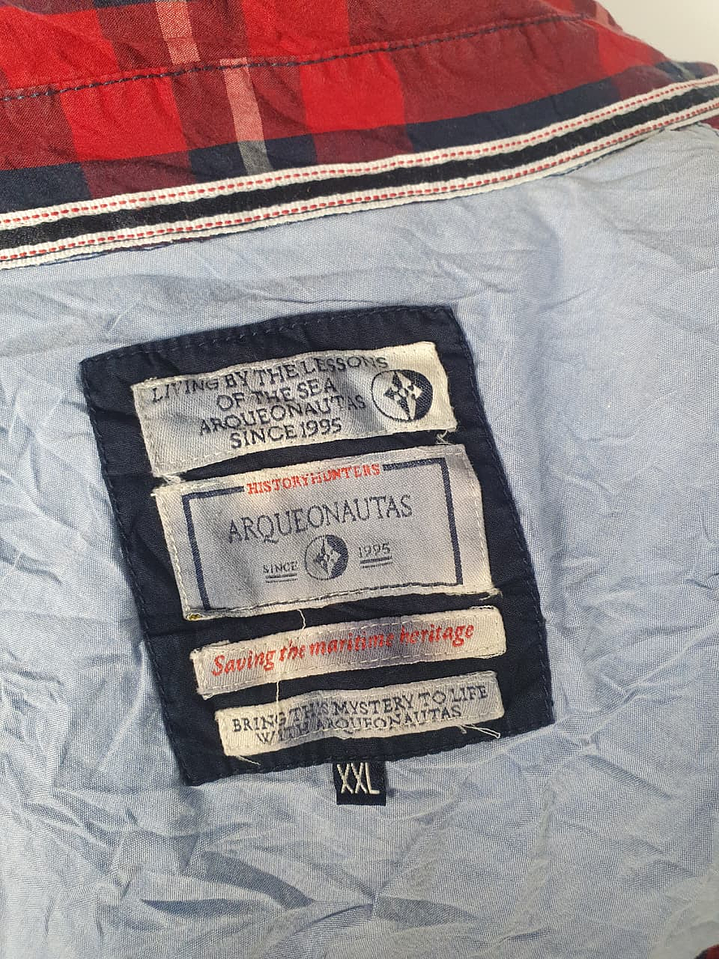 LIVING BY THE LESSONS
OF THE SEA
ARQUEONAUTAS
SINCE 1995
HISTORYHUNTERS
ARQUEONAUTAS
SINCE 1995
Saving the maritime heritage
BRING THIS MYSTERY TO LIFE
WITH ARQUEONAUTAS
XXL